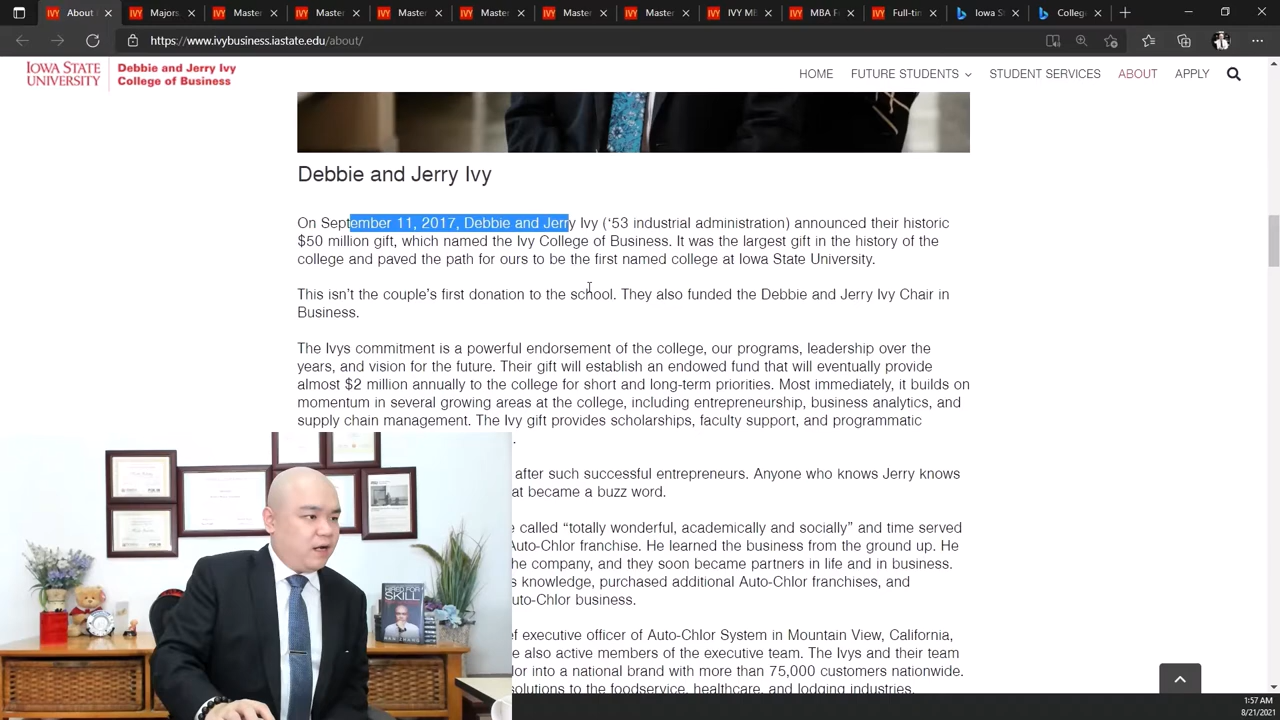 About
Majors
Master
Master
Master
Master
Master
Master
IVY ME
MBA
Full-tin
Iowa S
Colleg
https://www.ivybusiness.iastate.edu/about/
IOWA STATE
UNIVERSITY
Debbie and Jerry Ivy
College of Business
HOME FUTURE STUDENTS STUDENT SERVICES ABOUT APPLY
Debbie and Jerry Ivy
On September 11, 2017, Debbie and Jerry Ivy (‘53 industrial administration) announced their historic
$50 million gift, which named the Ivy College of Business. It was the largest gift in the history of the
college and paved the path for ours to be the first named college at Iowa State University.
This isn’t the couple’s first donation to the school. They also funded the Debbie and Jerry Ivy Chair in
Business.
The Ivys commitment is a powerful endorsement of the college, our programs, leadership over the
years, and vision for the future. Their gift will establish an endowed fund that will eventually provide
almost $2 million annually to the college for short and long-term priorities. Most immediately, it builds on
momentum in several growing areas at the college, including entrepreneurship, business analytics, and
supply chain management. The Ivy gift provides scholarships, faculty support, and programmatic
after such successful entrepreneurs. Anyone who knows Jerry knows
at became a buzz word.
e called “totally wonderful, academically and socially” and time served
Auto-Chlor franchise. He learned the business from the ground up. He
he company, and they soon became partners in life and in business.
s knowledge, purchased additional Auto-Chlor franchises, and
uto-Chlor business.
ef executive officer of Auto-Chlor System in Mountain View, California,
e also active members of the executive team. The Ivys and their team
lor into a national brand with more than 75,000 customers nationwide.
olutions to the foodservice, healthcare, and lodging industries
HIRED FOR
SKILL
1:57 AM
8/21/2021